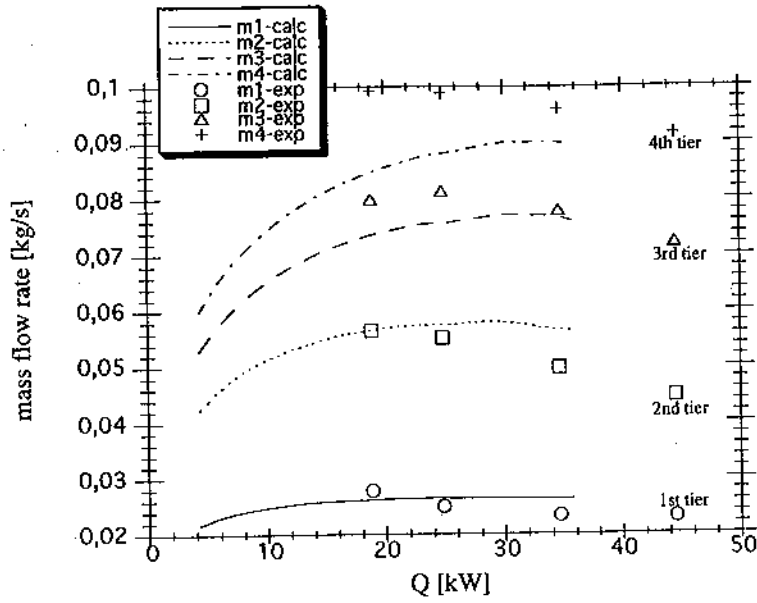 m1-calc
m2-calc
m3-calc
m4-calc
m1-exp
m2-exp
m3-exp
m4-exp
0,1
0,09
0,08
0,07
0,06
0,05
0,04
0,03
0,02
mass flow rate [kg/s]
4th tier
3rd tier
2nd tier
1st tier
0
10
20
30
40
50
Q [kW]